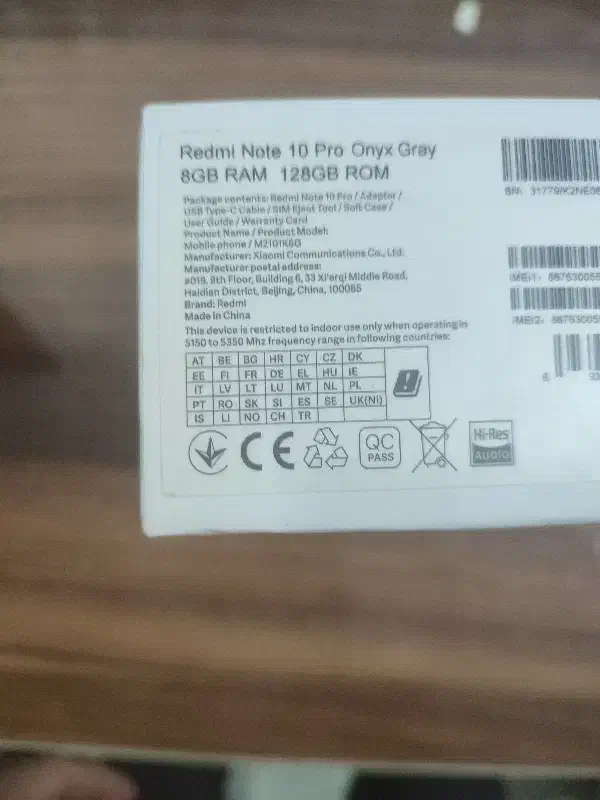 Redmi Note 10 Pro Onyx Gray
8GB RAM 128GB ROM
Package contents: Redmi Note 10 Pro / Adapter /
USB Type-C Cable / SIM Eject Tool / Soft Case /
User Guide / Warranty Card
Product Name / Product Model:
Mobile phone / M2101K6G
Manufacturer: Xiaomi Communications Co., Ltd.
Manufacturer postal address:
#019, 9th Floor, Building 6, 33 Xi'erqi Middle Road,
Haidian District, Beijing, China, 100085
Brand: Redmi
Made in China
This device is restricted to indoor use only when operating in
5150 to 5350 Mhz frequency range in following countries:
AT BE BG HR CY CZ DK
EE FI FR DE EL HU IE
IT LV LT LU MT NL PL
PT RO SK SI ES SE UK(NI)
IS LI NO CH TR
CE
QC
PASS
Hi-Res
AUDIO
SN:
IMEI1:
IMEI2:
6